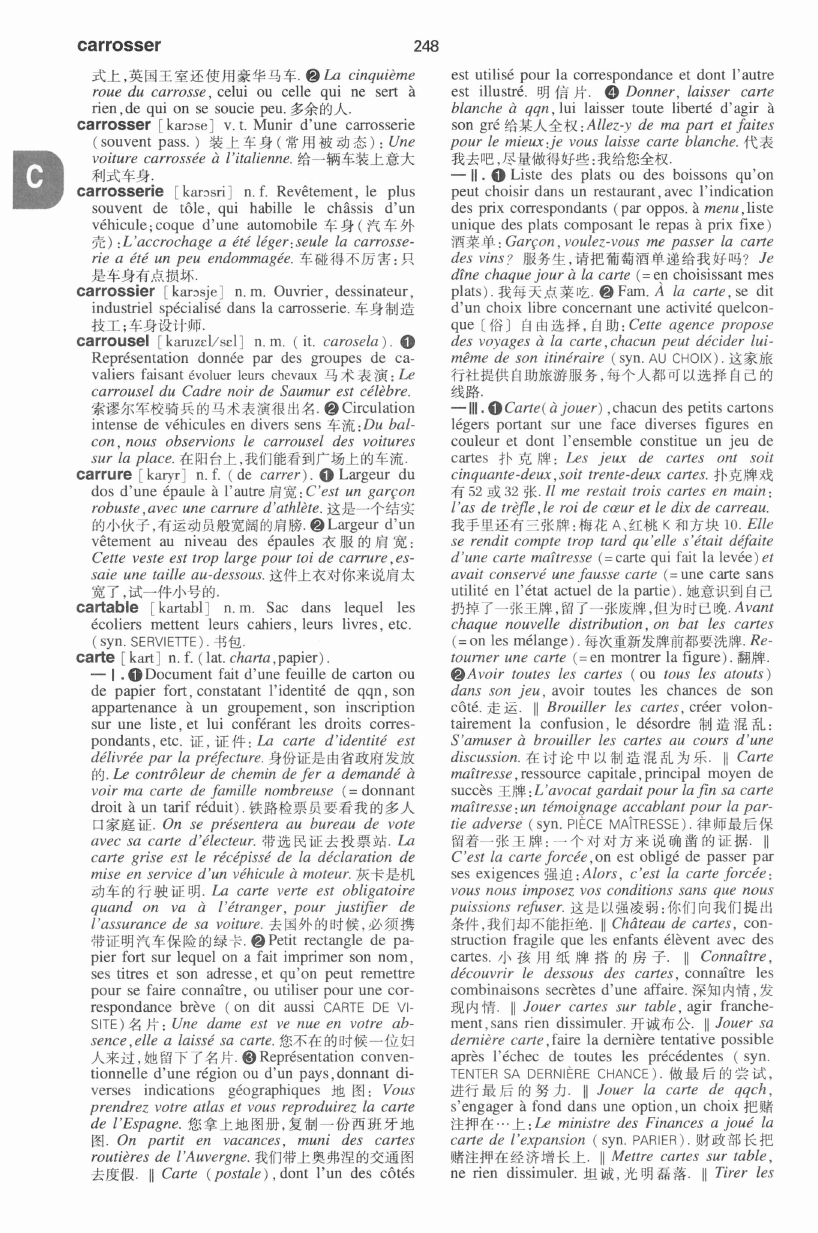 carrosser
248
式上,英国王室还使用豪华马车. ❷ La cinquième
roue du carrosse, celui ou celle qui ne sert à
rien, de qui on se soucie peu. 多余的人.
carrosser [karɔse] v. t. Munir d'une carrosserie
(souvent pass.) 装上车身(常用被动态): Une
voiture carrossée à l'italienne. 给一辆车装上意大
利式车身.
C
carrosserie [karɔsri] n. f. Revêtement, le plus
souvent de tôle, qui habille le châssis d'un
véhicule; coque d'une automobile 车身(汽车外
壳): L'accrochage a été léger: seule la carrosse-
rie a été un peu endommagée. 车碰得不厉害:只
是车身有点损坏.
carrossier [karɔsje] n. m. Ouvrier, dessinateur,
industriel spécialisé dans la carrosserie. 车身制造
技工;车身设计师.
carrousel [karuzɛl/sɛl] n. m. (it. carosela). ❶
Représentation donnée par des groupes de ca-
valiers faisant évoluer leurs chevaux 马术表演: Le
carrousel du Cadre noir de Saumur est célèbre.
索谬尔军校骑兵的马术表演很出名. ❷ Circulation
intense de véhicules en divers sens 车流: Du bal-
con, nous observions le carrousel des voitures
sur la place. 在阳台上,我们能看到广场上的车流.
carrure [karyr] n. f. (de carrer). ❶ Largeur du
dos d'une épaule à l'autre 肩宽: C'est un garçon
robuste, avec une carrure d'athlète. 这是一个结实
的小伙子,有运动员般宽阔的肩膀. ❷ Largeur d'un
vêtement au niveau des épaules 衣服的肩宽:
Cette veste est trop large pour toi de carrure, es-
saie une taille au-dessous. 这件上衣对你来说肩太
宽了,试一件小号的.
cartable [kartabl] n. m. Sac dans lequel les
écoliers mettent leurs cahiers, leurs livres, etc.
(syn. SERVIETTE). 书包.
carte [kart] n. f. (lat. charta, papier).
— Ⅰ. ❶ Document fait d'une feuille de carton ou
de papier fort, constatant l'identité de qqn, son
appartenance à un groupement, son inscription
sur une liste, et lui conférant les droits corres-
pondants, etc. 证,证件: La carte d'identité est
délivrée par la préfecture. 身份证是由省政府发放
的. Le contrôleur de chemin de fer a demandé à
voir ma carte de famille nombreuse (= donnant
droit à un tarif réduit). 铁路检票员要看我的多人
口家庭证. On se présentera au bureau de vote
avec sa carte d'électeur. 带选民证去投票站. La
carte grise est le récépissé de la déclaration de
mise en service d'un véhicule à moteur. 灰卡是机
动车的行驶证明. La carte verte est obligatoire
quand on va à l'étranger, pour justifier de
l'assurance de sa voiture. 去国外的时候,必须携
带证明汽车保险的绿卡. ❷ Petit rectangle de pa-
pier fort sur lequel on a fait imprimer son nom,
ses titres et son adresse, et qu'on peut remettre
pour se faire connaître, ou utiliser pour une cor-
respondance brève (on dit aussi CARTE DE VI-
SITE) 名片: Une dame est ve nue en votre ab-
sence, elle a laissé sa carte. 您不在的时候一位妇
人来过,她留下了名片. ❸ Représentation conven-
tionnelle d'une région ou d'un pays, donnant di-
verses indications géographiques 地图: Vous
prendrez votre atlas et vous reproduirez la carte
de l'Espagne. 您拿上地图册,复制一份西班牙地
图. On partit en vacances, muni des cartes
routières de l'Auvergne. 我们带上奥弗涅的交通图
去度假. ‖ Carte (postale), dont l'un des côtés
est utilisé pour la correspondance et dont l'autre
est illustré. 明信片. ❹ Donner, laisser carte
blanche à qqn, lui laisser toute liberté d'agir à
son gré 给某人全权: Allez-y de ma part et faites
pour le mieux: je vous laisse carte blanche. 代表
我去吧,尽量做得好些:我给您全权.
— Ⅱ. ❶ Liste des plats ou des boissons qu'on
peut choisir dans un restaurant, avec l'indication
des prix correspondants (par oppos. à menu, liste
unique des plats composant le repas à prix fixe)
酒菜单: Garçon, voulez-vous me passer la carte
des vins? 服务生,请把葡萄酒单递给我好吗? Je
dîne chaque jour à la carte (= en choisissant mes
plats). 我每天点菜吃. ❷ Fam. À la carte, se dit
d'un choix libre concernant une activité quelcon-
que〔俗〕自由选择,自助: Cette agence propose
des voyages à la carte, chacun peut décider lui-
même de son itinéraire (syn. AU CHOIX). 这家旅
行社提供自助旅游服务,每个人都可以选择自己的
线路.
— Ⅲ. ❶ Carte (à jouer), chacun des petits cartons
légers portant sur une face diverses figures en
couleur et dont l'ensemble constitue un jeu de
cartes 扑克牌: Les jeux de cartes ont soit
cinquante-deux, soit trente-deux cartes. 扑克牌戏
有 52 或 32 张. Il me restait trois cartes en main:
l'as de trèfle, le roi de cœur et le dix de carreau.
我手里还有三张牌:梅花 A、红桃 K 和方块 10. Elle
se rendit compte trop tard qu'elle s'était défaite
d'une carte maîtresse (= carte qui fait la levée) et
avait conservé une fausse carte (= une carte sans
utilité en l'état actuel de la partie). 她意识到自己
扔掉了一张王牌,留了一张废牌,但为时已晚. Avant
chaque nouvelle distribution, on bat les cartes
(= on les mélange). 每次重新发牌前都要洗牌. Re-
tourner une carte (= en montrer la figure). 翻牌.
❷ Avoir toutes les cartes (ou tous les atouts)
dans son jeu, avoir toutes les chances de son
côté. 走运. ‖ Brouiller les cartes, créer volon-
tairement la confusion, le désordre 制造混乱:
S'amuser à brouiller les cartes au cours d'une
discussion. 在讨论中以制造混乱为乐. ‖ Carte
maîtresse, ressource capitale, principal moyen de
succès 王牌: L'avocat gardait pour la fin sa carte
maîtresse: un témoignage accablant pour la par-
tie adverse (syn. PIÈCE MAÎTRESSE). 律师最后保
留着一张王牌:一个对对方来说确凿的证据. ‖
C'est la carte forcée, on est obligé de passer par
ses exigences 强迫: Alors, c'est la carte forcée:
vous nous imposez vos conditions sans que nous
puissions refuser. 这是以强凌弱:你们向我们提出
条件,我们却不能拒绝. ‖ Château de cartes, con-
struction fragile que les enfants élèvent avec des
cartes. 小孩用纸牌搭的房子. ‖ Connaître,
découvrir le dessous des cartes, connaître les
combinaisons secrètes d'une affaire. 深知内情,发
现内情. ‖ Jouer cartes sur table, agir franche-
ment, sans rien dissimuler. 开诚布公. ‖ Jouer sa
dernière carte, faire la dernière tentative possible
après l'échec de toutes les précédentes (syn.
TENTER SA DERNIÈRE CHANCE). 做最后的尝试,
进行最后的努力. ‖ Jouer la carte de qqch,
s'engager à fond dans une option, un choix 把赌
注押在…上: Le ministre des Finances a joué la
carte de l'expansion (syn. PARIER). 财政部长把
赌注押在经济增长上. ‖ Mettre cartes sur table,
ne rien dissimuler. 坦诚,光明磊落. ‖ Tirer les